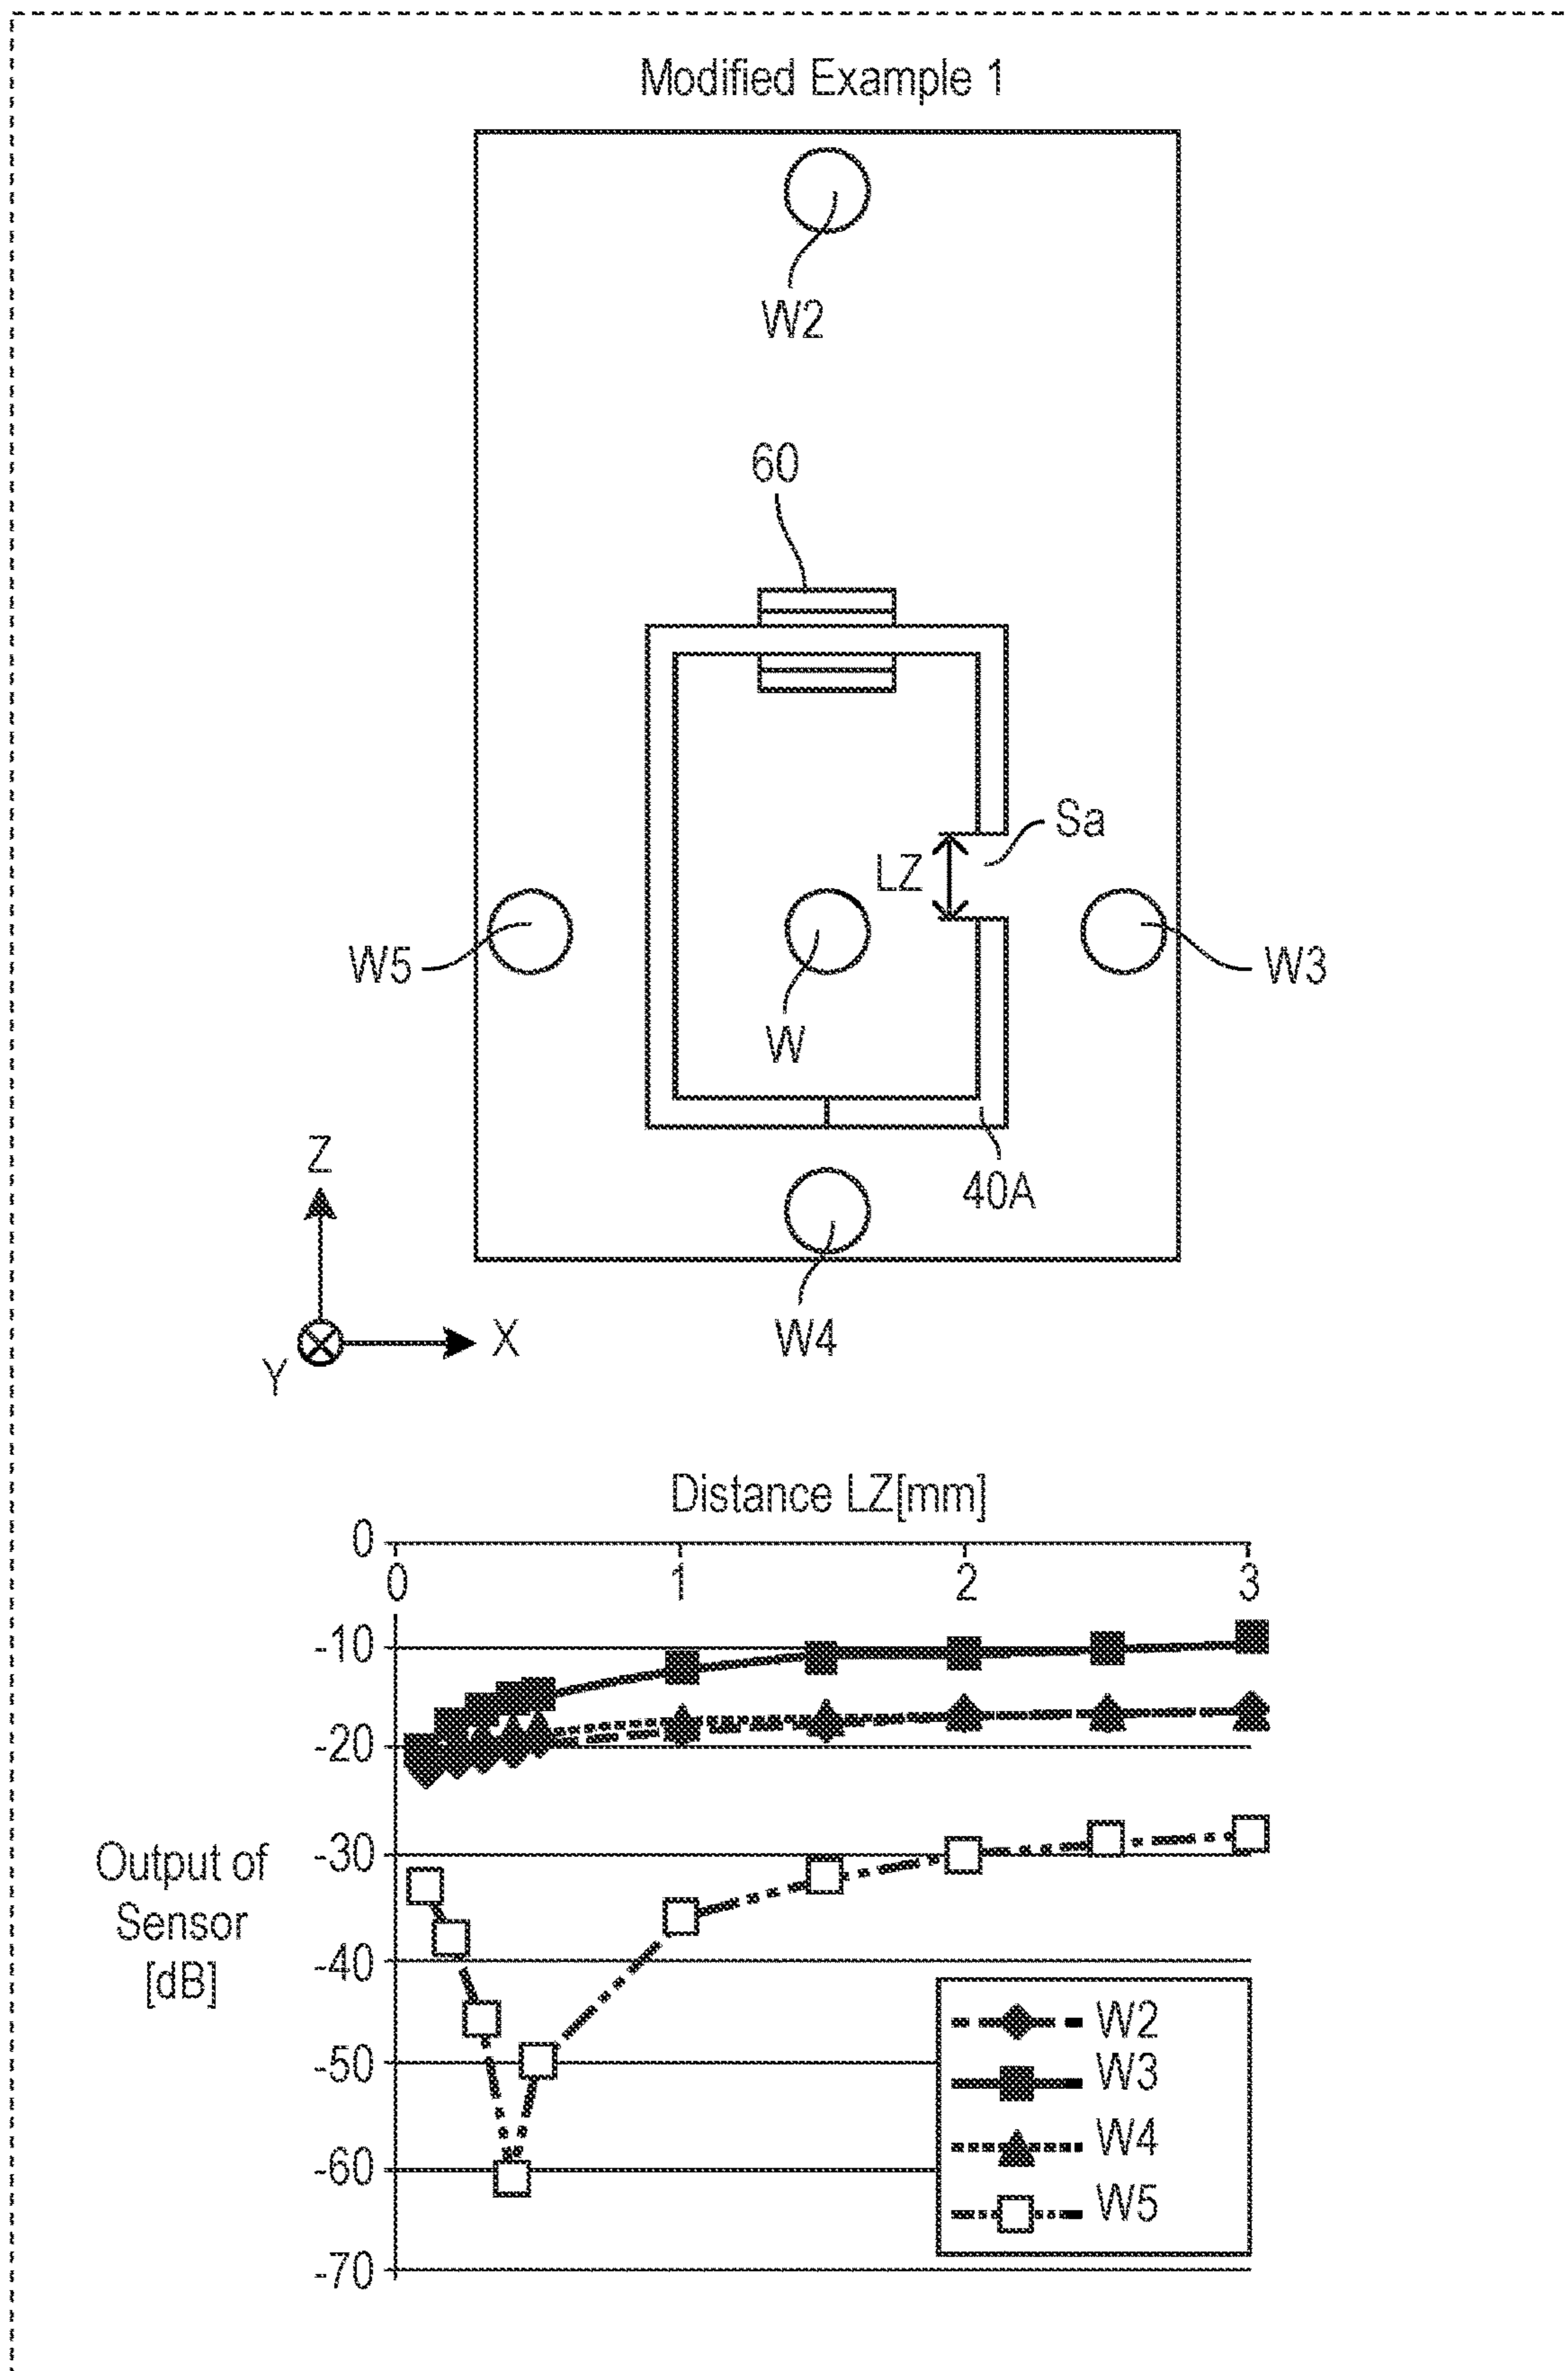 Modified Example 1
W2
60
Sa
LZ
W5
W3
W
40A
Z
X
Y
W4
Distance LZ[mm]
0
0 1 2 3
-10
-20
-30
-40
-50
-60
-70
Output of
Sensor
[dB]
W2
W3
W4
W5